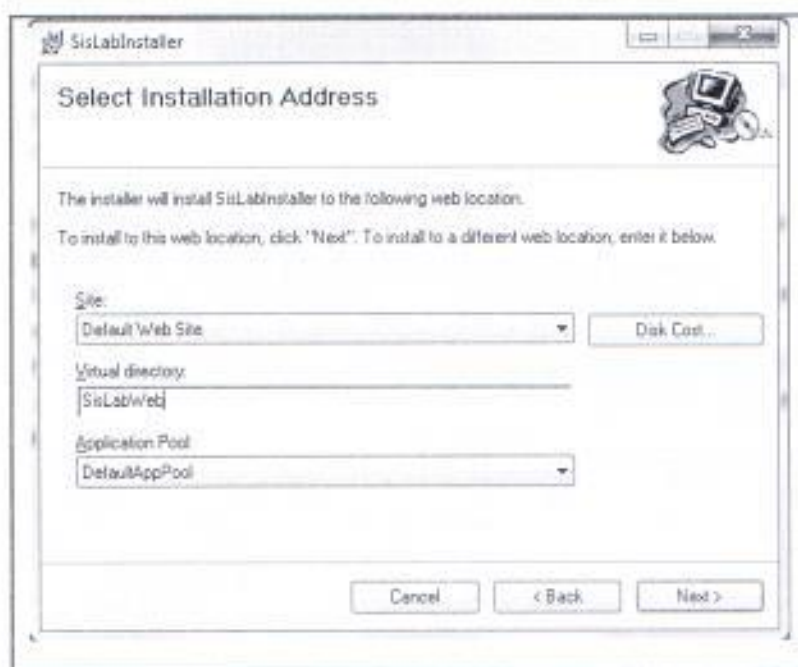 SisLabInstaller
Select Installation Address
The installer will install SisLabInstaller to the following web location.
To install to this web location, click "Next". To install to a different web location, enter it below.
Site:
Default Web Site
Disk Cost...
Virtual directory:
SisLabWeb
Application Pool:
DefaultAppPool
Cancel
< Back
Next >